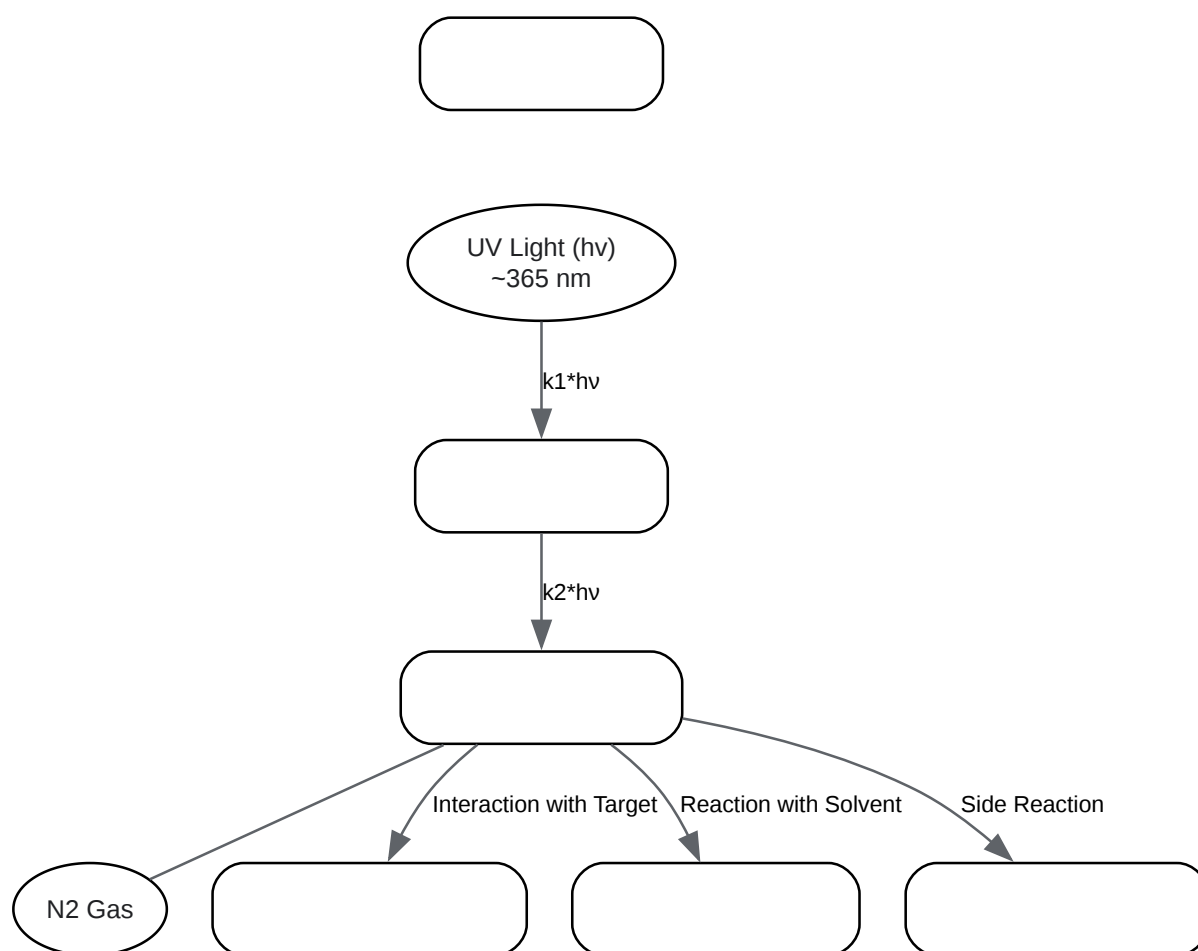 UV Light (hv)
~365 nm
k1*hν
k2*hν
Interaction with Target
Reaction with Solvent
Side Reaction
N2 Gas